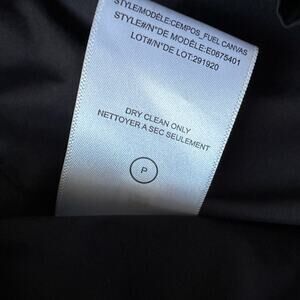 STYLE/MODÈLE:CEMPOS_FUEL CANVAS
STYLE#/N°DE MODÈLE:E0675401
LOT#/N°DE LOT:291920
DRY CLEAN ONLY
NETTOYER A SEC SEULEMENT
P